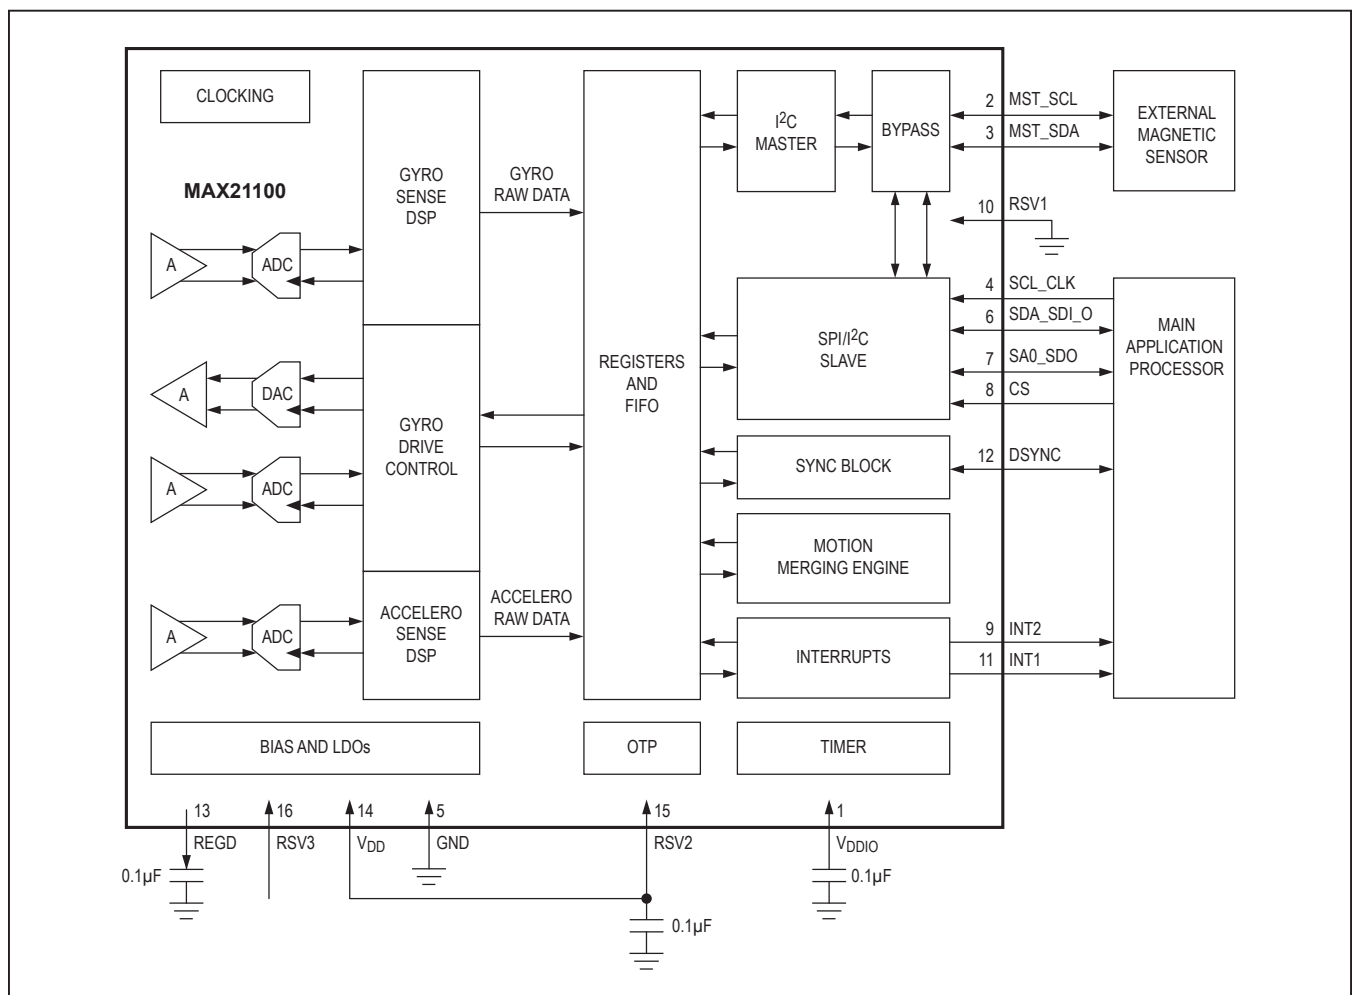 CLOCKING
MAX21100
A
ADC
A
DAC
A
ADC
A
ADC
GYRO
SENSE
DSP
GYRO
DRIVE
CONTROL
ACCELERO
SENSE
DSP
GYRO
RAW DATA
ACCELERO
RAW DATA
REGISTERS
AND
FIFO
I2C
MASTER
BYPASS
SPI/I2C
SLAVE
SYNC BLOCK
MOTION
MERGING ENGINE
INTERRUPTS
BIAS AND LDOs
OTP
TIMER
2 MST_SCL
3 MST_SDA
10 RSV1
4 SCL_CLK
6 SDA_SDI_O
7 SA0_SDO
8 CS
12 DSYNC
9 INT2
11 INT1
EXTERNAL
MAGNETIC
SENSOR
MAIN
APPLICATION
PROCESSOR
13
REGD
16
RSV3
14
VDD
5
GND
15
RSV2
1
VDDIO
0.1µF
0.1µF
0.1µF